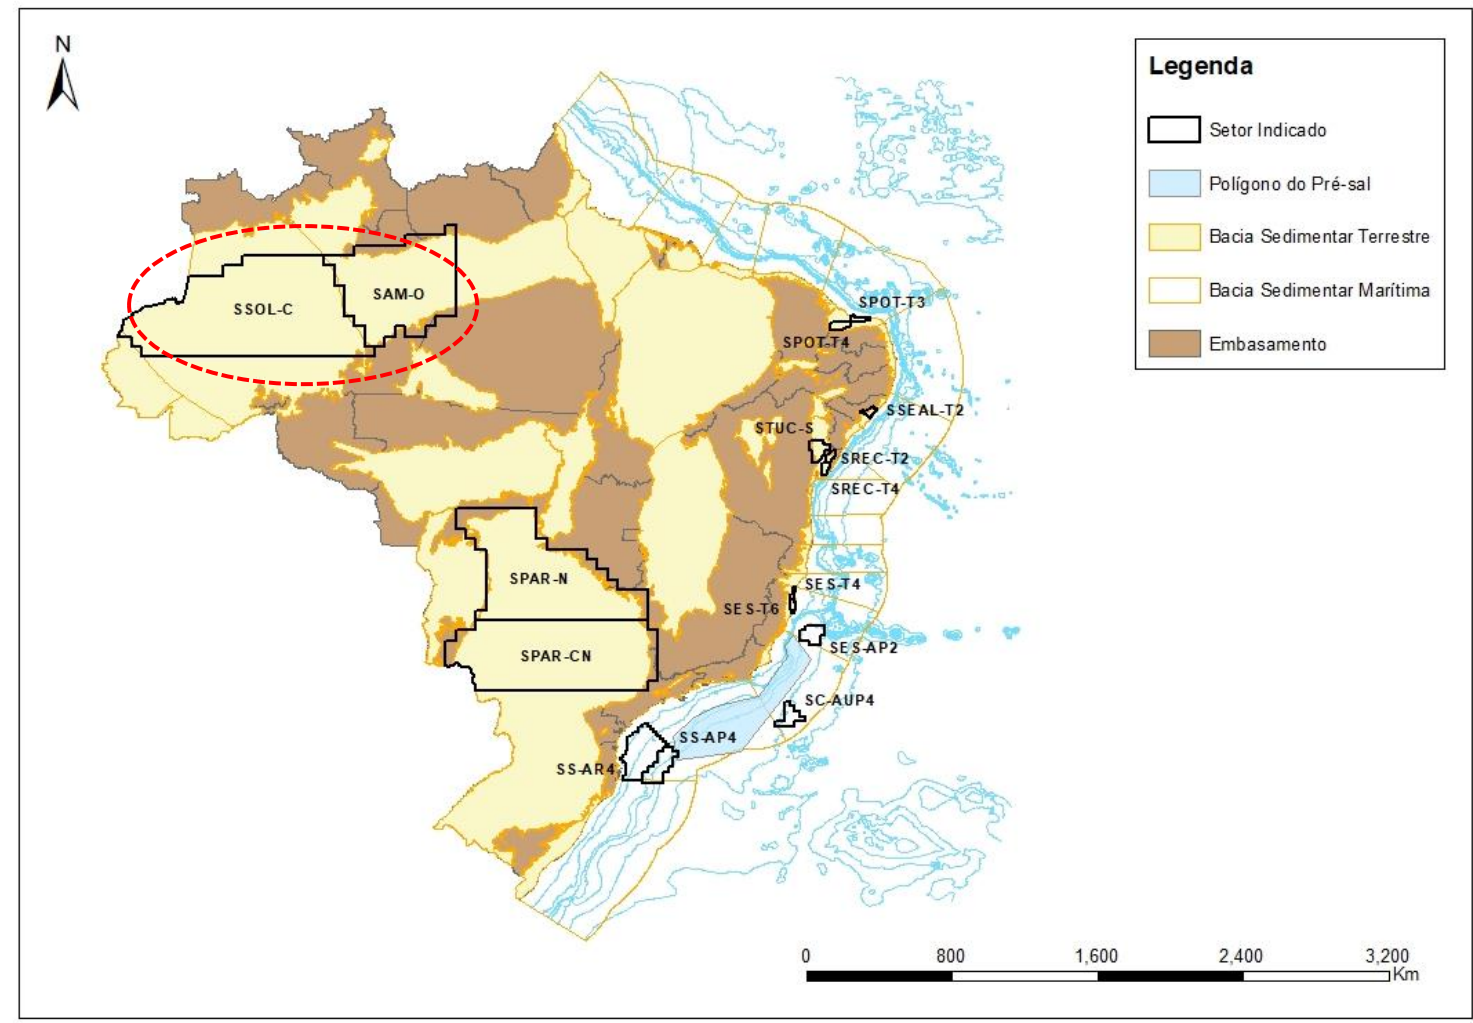 N
Legenda
Setor Indicado
Polígono do Pré-sal
Bacia Sedimentar Terrestre
Bacia Sedimentar Marítima
Embasamento
SSOL-C
SAM-O
SPOT-T3
SPOT-T4
SSEAL-T2
STUC-S
SREC-T2
SREC-T4
SPAR-N
SES-T4
SES-T6
SES-AP2
SPAR-CN
SC-AUP4
SS-AP4
SS-AR4
0 800 1,600 2,400 3,200
Km